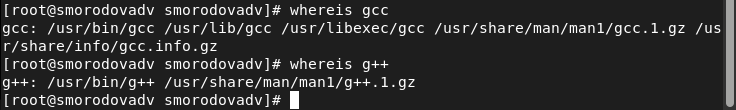 [root@smorodovadv smorodovadv]# whereis gcc
gcc: /usr/bin/gcc /usr/lib/gcc /usr/libexec/gcc /usr/share/man/man1/gcc.1.gz /us
r/share/info/gcc.info.gz
[root@smorodovadv smorodovadv]# whereis g++
g++: /usr/bin/g++ /usr/share/man/man1/g++.1.gz
[root@smorodovadv smorodovadv]#